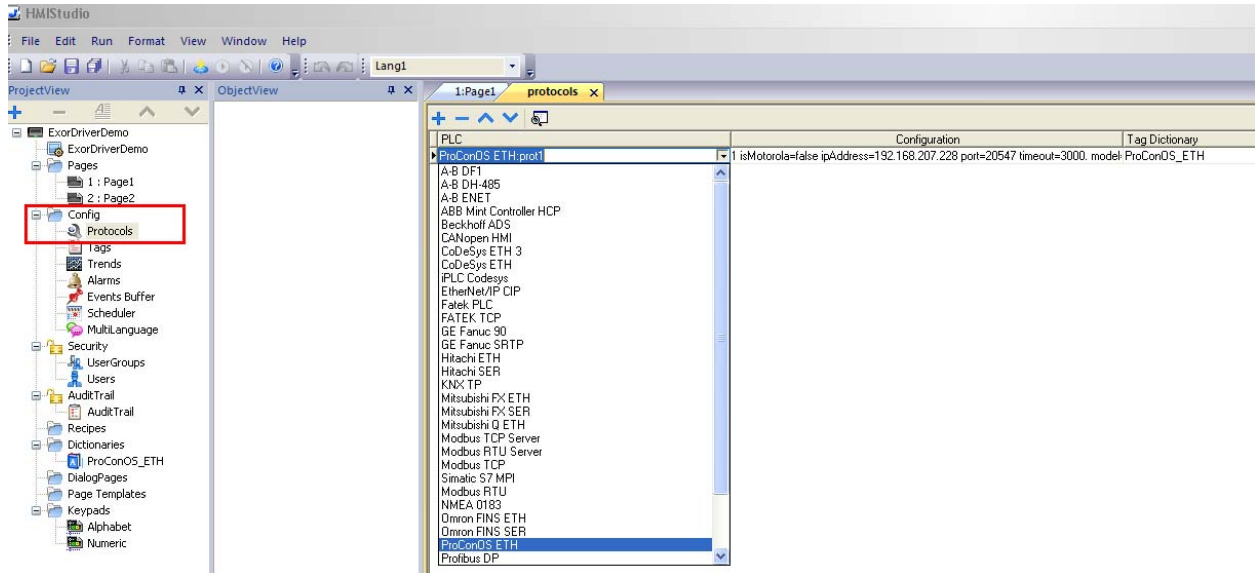 HMIStudio
File Edit Run Format View Window Help
Lang1
ProjectView
ObjectView
1:Page1 protocols
ExorDriverDemo
ExorDriverDemo
Pages
1 : Page1
2 : Page2
Config
Protocols
Tags
Trends
Alarms
Events Buffer
Scheduler
MultiLanguage
Security
UserGroups
Users
AuditTrail
AuditTrail
Recipes
Dictionaries
ProConOS_ETH
DialogPages
Page Templates
Keypads
Alphabet
Numeric
PLC Configuration Tag Dictionary
ProConOS ETH:prot1 1 isMotorola=false ipAddress=192.168.207.228 port=20547 timeout=3000. model- ProConOS_ETH
A-B DF1
A-B DH-485
A-B ENET
ABB Mint Controller HCP
Beckhoff ADS
CANopen HMI
CoDeSys ETH 3
CoDeSys ETH
iPLC Codesys
EtherNet/IP CIP
Fatek PLC
FATEK TCP
GE Fanuc 90
GE Fanuc SRTP
Hitachi ETH
Hitachi SER
KNX TP
Mitsubishi FX ETH
Mitsubishi FX SER
Mitsubishi Q ETH
Modbus TCP Server
Modbus RTU Server
Modbus TCP
Simatic S7 MPI
Modbus RTU
NMEA 0183
Omron FINS ETH
Omron FINS SER
ProConOS ETH
Profibus DP